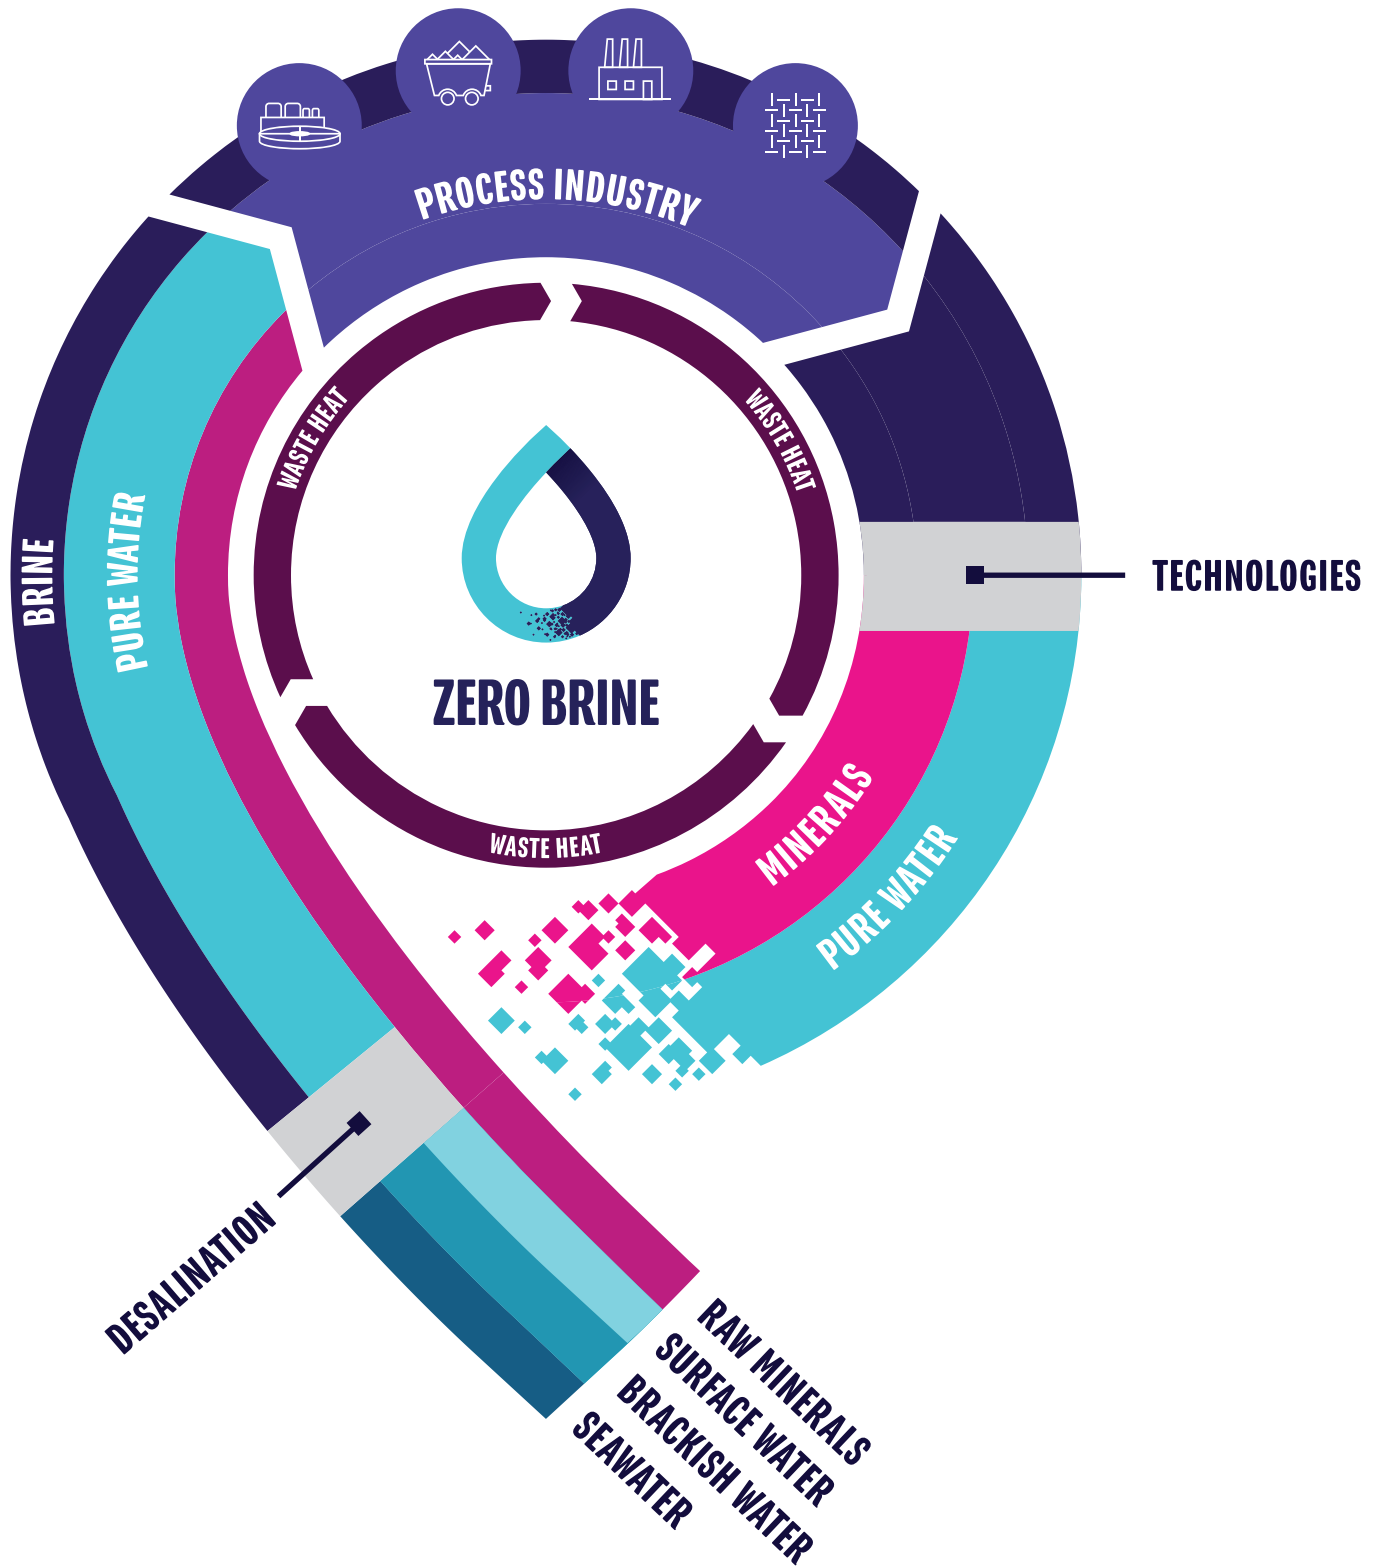 PROCESS INDUSTRY
WASTE HEAT
WASTE HEAT
BRINE
PURE WATER
TECHNOLOGIES
ZERO BRINE
WASTE HEAT
MINERALS
PURE WATER
DESALINATION
RAW MINERALS
SURFACE WATER
BRACKISH WATER
SEAWATER